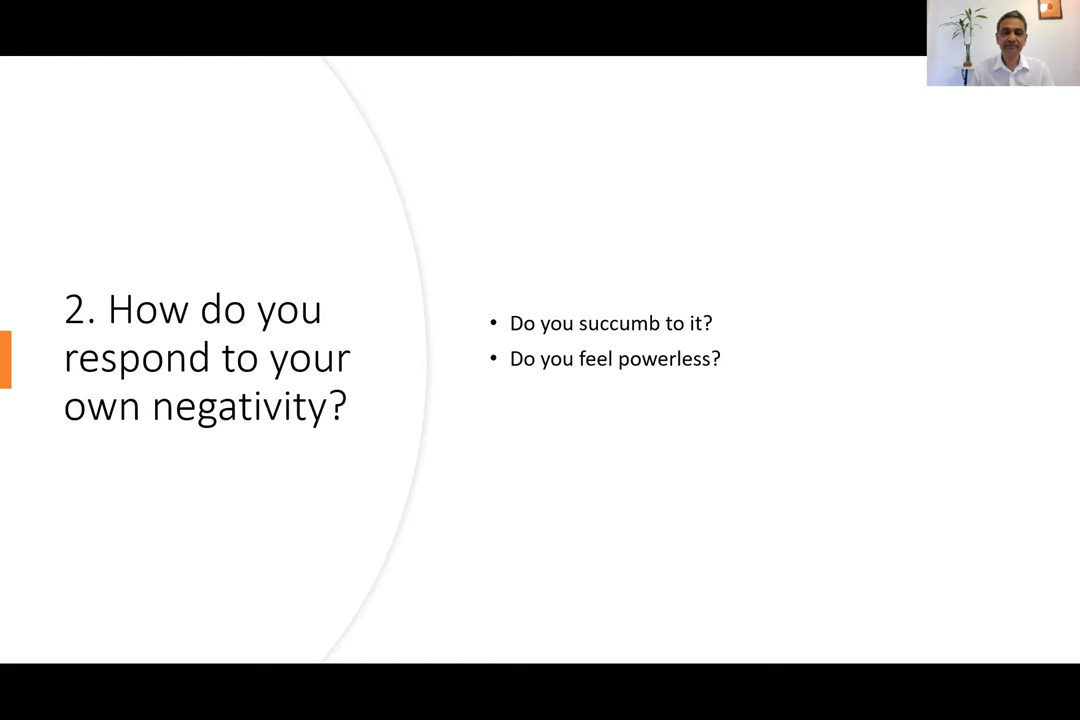 2. How do you
respond to your
own negativity?
• Do you succumb to it?
• Do you feel powerless?